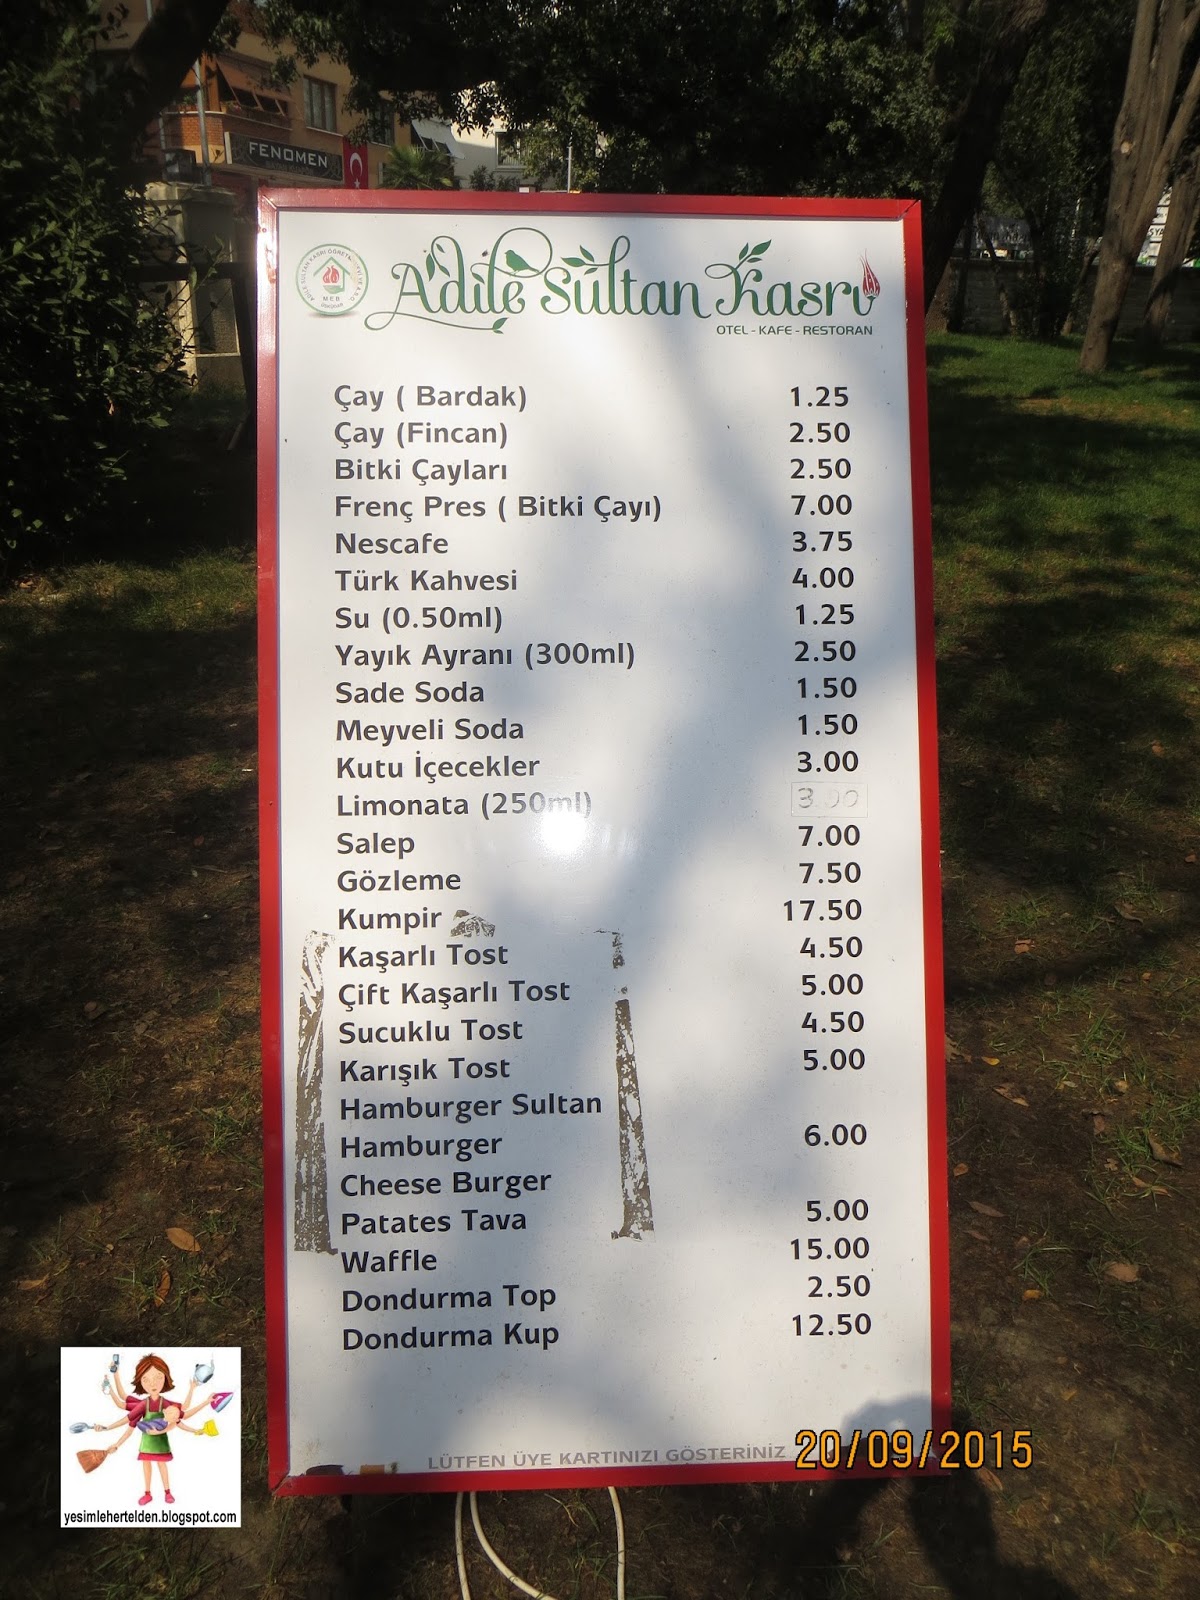 FENOMEN
Adile Sultan Kasrı
OTEL - KAFE - RESTORAN
MEB
Çay ( Bardak) 1.25
Çay (Fincan) 2.50
Bitki Çayları 2.50
Frenç Pres ( Bitki Çayı) 7.00
Nescafe 3.75
Türk Kahvesi 4.00
Su (0.50ml) 1.25
Yayık Ayranı (300ml) 2.50
Sade Soda 1.50
Meyveli Soda 1.50
Kutu İçecekler 3.00
Limonata (250ml) 3.00
Salep 7.00
Gözleme 7.50
Kumpir 17.50
Kaşarlı Tost 4.50
Çift Kaşarlı Tost 5.00
Sucuklu Tost 4.50
Karışık Tost 5.00
Hamburger Sultan
Hamburger 6.00
Cheese Burger
Patates Tava 5.00
Waffle 15.00
Dondurma Top 2.50
Dondurma Kup 12.50
LÜTFEN ÜYE KARTINIZI GÖSTERİNİZ
20/09/2015
yesimlehertelden.blogspot.com